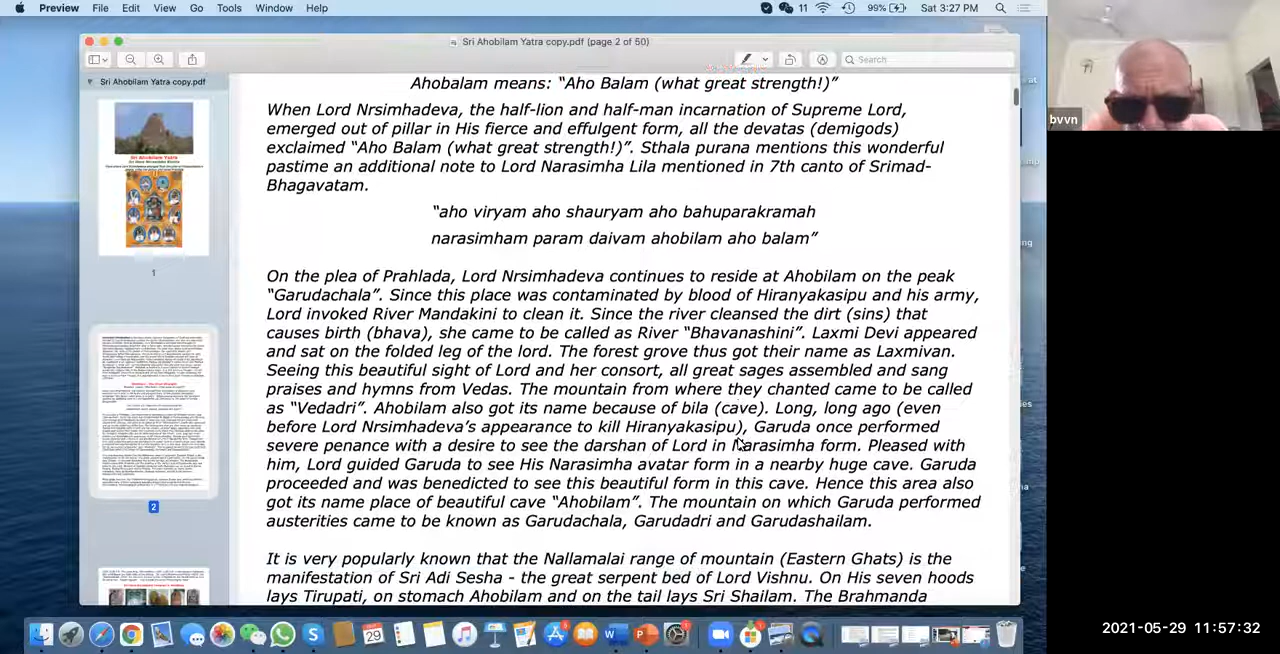 Preview File Edit View Go Tools Window Help 11 99% Sat 3:27 PM
Sri Ahobilam Yatra copy.pdf (page 2 of 50)
Search
Sri Ahobilam Yatra copy.pdf
Sri Ahobilam Yatra
1
2
Ahobalam means: “Aho Balam (what great strength!)”
When Lord Nrsimhadeva, the half-lion and half-man incarnation of Supreme Lord,
emerged out of pillar in His fierce and effulgent form, all the devatas (demigods)
exclaimed “Aho Balam (what great strength!)”. Sthala purana mentions this wonderful
pastime an additional note to Lord Narasimha Lila mentioned in 7th canto of Srimad-
Bhagavatam.
“aho viryam aho shauryam aho bahuparakramah
narasimham param daivam ahobilam aho balam”
On the plea of Prahlada, Lord Nrsimhadeva continues to reside at Ahobilam on the peak
“Garudachala”. Since this place was contaminated by blood of Hiranyakasipu and his army,
Lord invoked River Mandakini to clean it. Since the river cleansed the dirt (sins) that
causes birth (bhava), she came to be called as River “Bhavanashini”. Laxmi Devi appeared
and sat on the left lap of the lord. This forest grove thus got their name as Laxmivan.
Seeing this beautiful sight of Lord and His consort, all great sages assembled and sang
praises and hymns from Vedas. Thus the hill from where they chanted came to be called
as “Vedadri”. Ahobilam also got its name because of bila (cave). Long time ago (even
before Lord Nrsimhadeva's appearance to kill Hiranyakasipu), Garuda had performed
severe penance with desire to see future avatar of Lord in Narasimha form. Pleased with
him, Lord guided Garuda to see His Narasimha avatar form in a nearby huge cave. Garuda
proceeded and was benedicted to see this beautiful form in this cave. Hence this area also
got its name place of beautiful cave “Ahobilam”. The mountain on which Garuda performed
austerities came to be known as Garudachala, Garudadri and Garudashailam.
It is very popularly known that the Nallamalai range of mountain (Eastern Ghats) is the
manifestation of Sri Adi Sesha - the great serpent bed of Lord Vishnu. On His seven hoods
lays Tirupati, on stomach Ahobilam and on the tail lays Sri Shailam. The Brahmanda
bvvn
2021-05-29 11:57:32